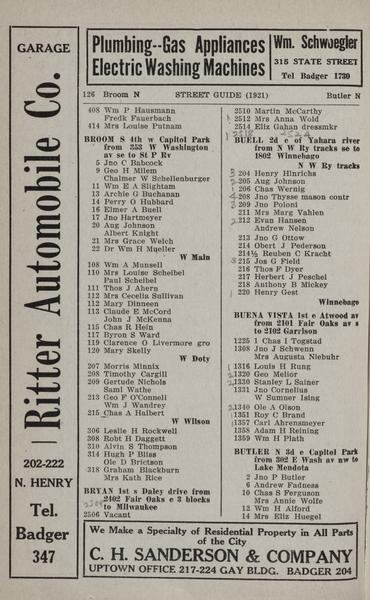 GARAGE
Ritter Automobile Co.
202-222
N. HENRY
Tel.
Badger
347
Plumbing--Gas Appliances
Electric Washing Machines
Wm. Schwoegler
315 STATE STREET
Tel Badger 1730
126 Broom N STREET GUIDE (1921) Butler N
408 Wm P Hausmann
Fredk Fauerbach
414 Mrs Louise Putnam
BROOM S 4th w Capitol Park
from 353 W Washington
av se to St P Rv
5 Jno C Babcock
9 Geo H Milem
Chalmer W Schellenburger
11 Wm E A Slightam
13 Archie G Buchanan
14 Perry O Hubbard
16 Elmer A Buell
17 Jno Hartmeyer
20 Aug Johnson
Albert Knight
21 Mrs Grace Welch
22 Dr Wm H Mueller
W Main
108 Wm A Munsell
110 Mrs Louise Scheibel
Paul Scheibel
111 Thos J Ahern
112 Mrs Cecelia Sullivan
112 Mary Dinneen
113 Claude E McCord
John J McKenna
115 Chas R Hein
117 Byron S Ward
119 Clarence O Livermore gro
120 Mary Skelly
W Doty
207 Morris Minnix
208 Timothy Cargill
209 Gertude Nichols
Saml Wathe
213 Geo F O'Connell
Wm J Wandrey
215 Chas A Halbert
W Wilson
306 Leslie H Rockwell
308 Robt H Daggett
310 Alvin S Thompson
314 Hugh P Bliss
Ole D Brictson
318 Graham Blackburn
Mrs Kath Rice
BRYAN 1st s Daley drive from
2402 Fair Oaks e 3 blocks
to Milwaukee
2506 Vacant
2510 Martin McCarthy
2512 Mrs Anna Wold
2514 Eliz Gahan dressmkr
BUELL 2d e of Yahara river
from N W Ry tracks se to
1802 Winnebago
N W Ry tracks
204 Henry Hinrichs
205 Aug Johnson
206 Chas Wernig
208 Jno Thysse mason contr
209 Jno Poloni
211 Mrs Marg Vahlen
212 Evan Hansen
Andrew Nelson
213 Jno G Ottow
214 Obert J Pederson
214½ Reuben C Kracht
215 Jos G Field
216 Thos F Dyer
217 Herbert J Peschel
218 Anthony B Mickey
220 Henry Gest
Winnebago
BUENA VISTA 1st e Atwood av
from 2101 Fair Oaks av s
to 2102 Garrison
1225 1 Chas I Togstad
1308 Jno J Schwenn
Mrs Augusta Niebuhr
1316 Louis H Rung
1320 Geo Melior
1330 Stanley L Sainer
1331 Jno Cornelius
W Sumner Ising
1340 Ole A Olson
1351 Roy C Brand
1357 Carl Ahrensmeyer
1358 Adam H Reining
1359 Wm H Plath
BUTLER N 3d e Capitol Park
from 302 E Wash av nw to
Lake Mendota
2 Jno P Butler
6 Andrew Fadness
10 Chas S Ferguson
Mrs Annie Wolfe
12 Wm H Alford
14 Mrs Eliz Huegel
We Make a Specialty of Residential Property in All Parts
of the City
C. H. SANDERSON & COMPANY
UPTOWN OFFICE 217-224 GAY BLDG. BADGER 204